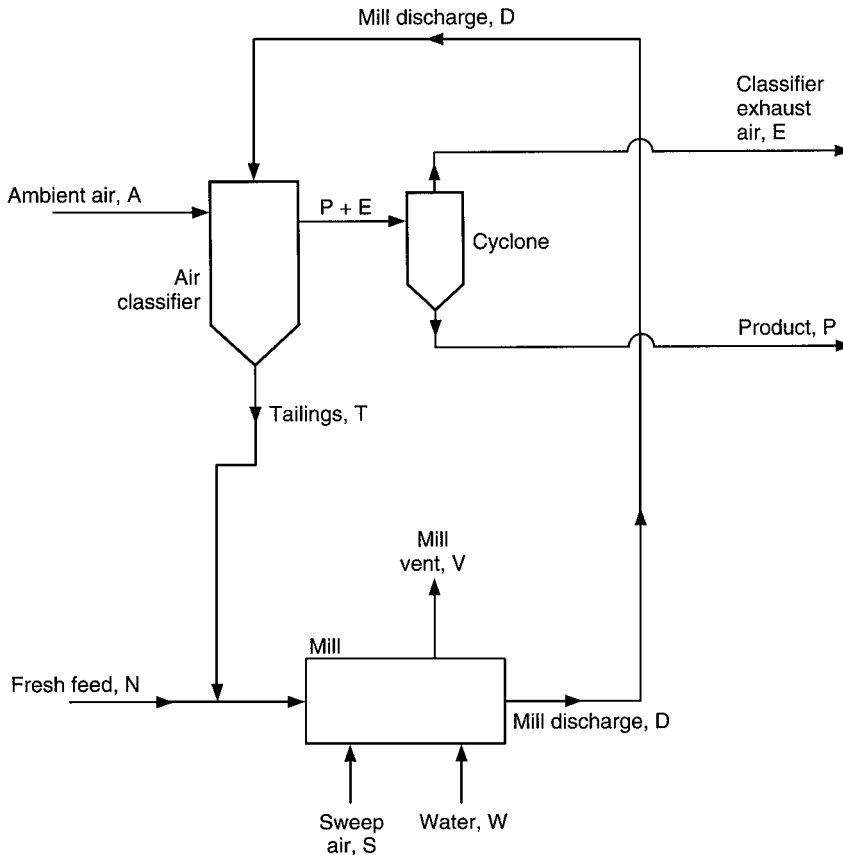 Mill discharge, D
Classifier
exhaust
air, E
Ambient air, A
P + E
Cyclone
Air
classifier
Product, P
Tailings, T
Mill
vent, V
Mill
Fresh feed, N
Mill discharge, D
Sweep
air, S
Water, W